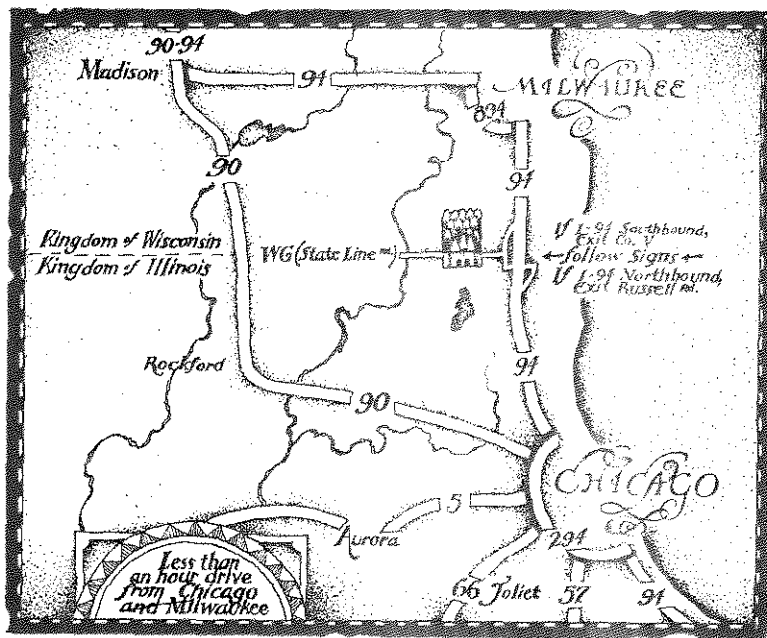 90-94
Madison
94
MILWAUKEE
894
90
94
Kingdom of Wisconsin
Kingdom of Illinois
WG (State Line Rd.)
If I-94 Southbound,
Exit Co. V
follow Signs
If I-94 Northbound,
Exit Russell Rd.
Rockford
94
90
CHICAGO
5
Aurora
294
Less than
an hour drive
from Chicago
and Milwaukee
66 Joliet
57
94